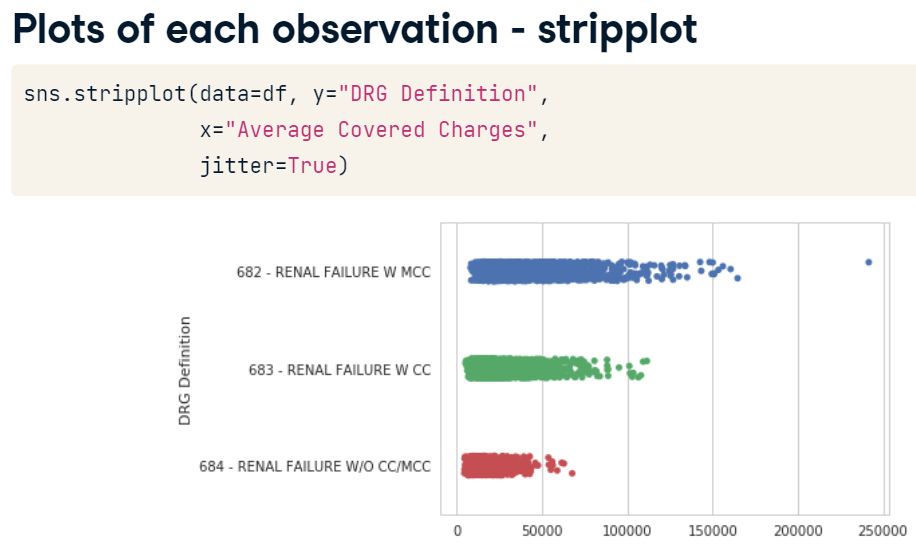 Plots of each observation - stripplot
sns.stripplot(data=df, y="DRG Definition",
x="Average Covered Charges",
jitter=True)
682 - RENAL FAILURE W MCC
683 - RENAL FAILURE W CC
684 - RENAL FAILURE W/O CC/MCC
DRG Definition
0 50000 100000 150000 200000 250000